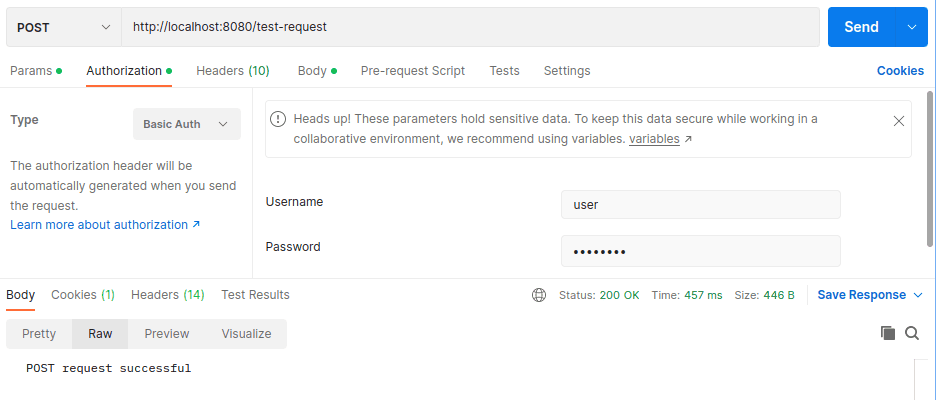 POST http://localhost:8080/test-request Send
Params Authorization Headers (10) Body Pre-request Script Tests Settings Cookies
Type Basic Auth
The authorization header will be
automatically generated when you send
the request.
Learn more about authorization ↗
! Heads up! These parameters hold sensitive data. To keep this data secure while working in a
collaborative environment, we recommend using variables. variables ↗
Username user
Password ••••••••
Body Cookies (1) Headers (14) Test Results Status: 200 OK Time: 457 ms Size: 446 B Save Response
Pretty Raw Preview Visualize
POST request successful